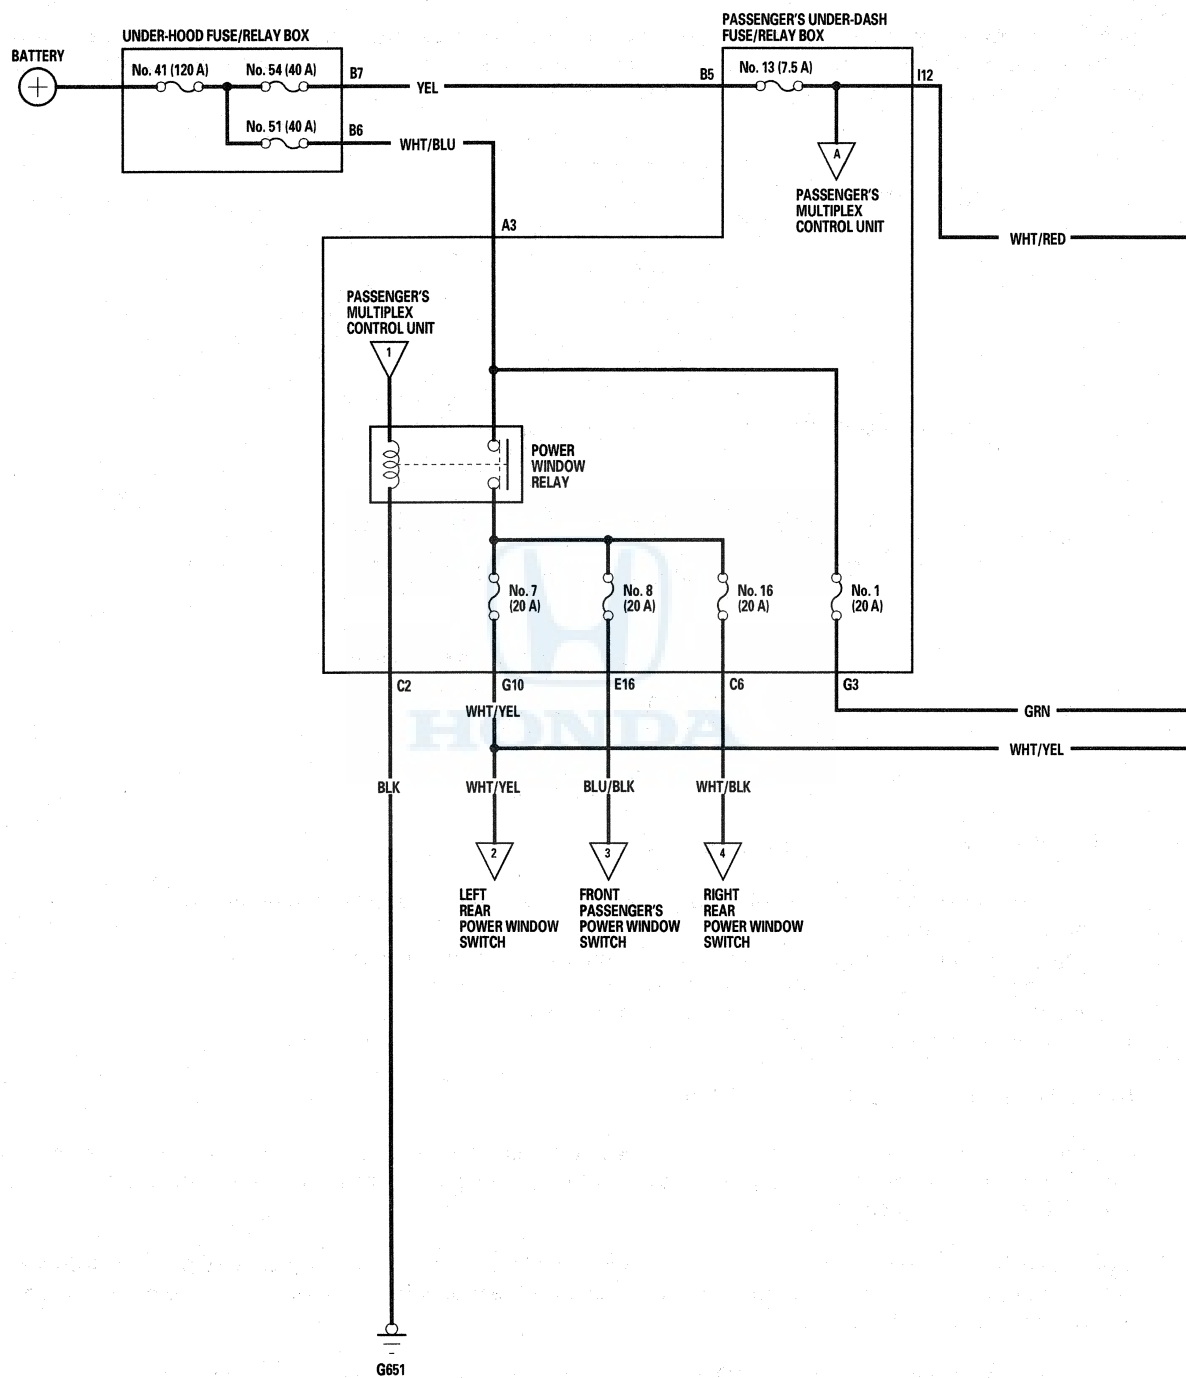 PASSENGER'S UNDER-DASH
FUSE/RELAY BOX
UNDER-HOOD FUSE/RELAY BOX
BATTERY
No. 41 (120 A)
No. 54 (40 A)
B7
YEL
B5
No. 13 (7.5 A)
I12
No. 51 (40 A)
B6
WHT/BLU
A
PASSENGER'S
MULTIPLEX
CONTROL UNIT
A3
WHT/RED
PASSENGER'S
MULTIPLEX
CONTROL UNIT
1
POWER
WINDOW
RELAY
No. 7
(20 A)
No. 8
(20 A)
No. 16
(20 A)
No. 1
(20 A)
C2
G10
E16
C6
G3
WHT/YEL
GRN
HONDA
WHT/YEL
BLK
WHT/YEL
BLU/BLK
WHT/BLK
2
3
4
LEFT
REAR
POWER WINDOW
SWITCH
FRONT
PASSENGER'S
POWER WINDOW
SWITCH
RIGHT
REAR
POWER WINDOW
SWITCH
G651